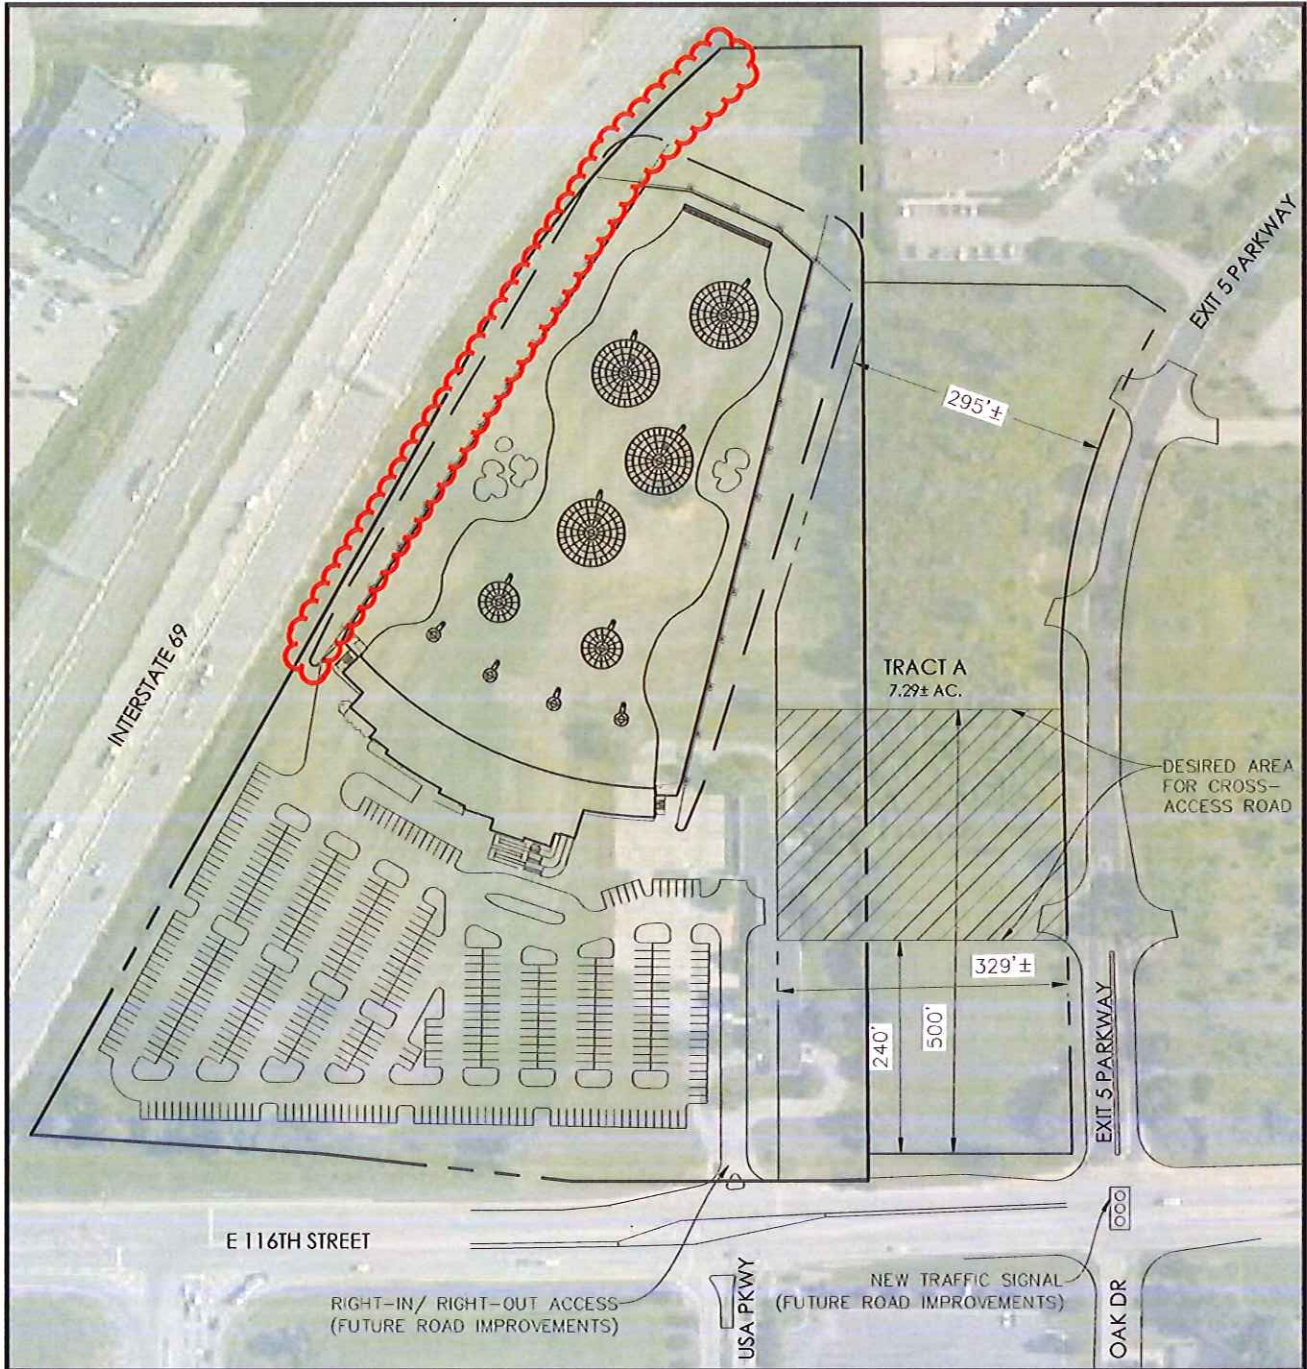 EXIT 5 PARKWAY
295'±
INTERSTATE 69
TRACT A
7.29± AC.
DESIRED AREA
FOR CROSS-
ACCESS ROAD
329'±
240'
500'
EXIT 5 PARKWAY
E 116TH STREET
RIGHT-IN/ RIGHT-OUT ACCESS
(FUTURE ROAD IMPROVEMENTS)
USA PKWY
NEW TRAFFIC SIGNAL
(FUTURE ROAD IMPROVEMENTS)
OAK DR